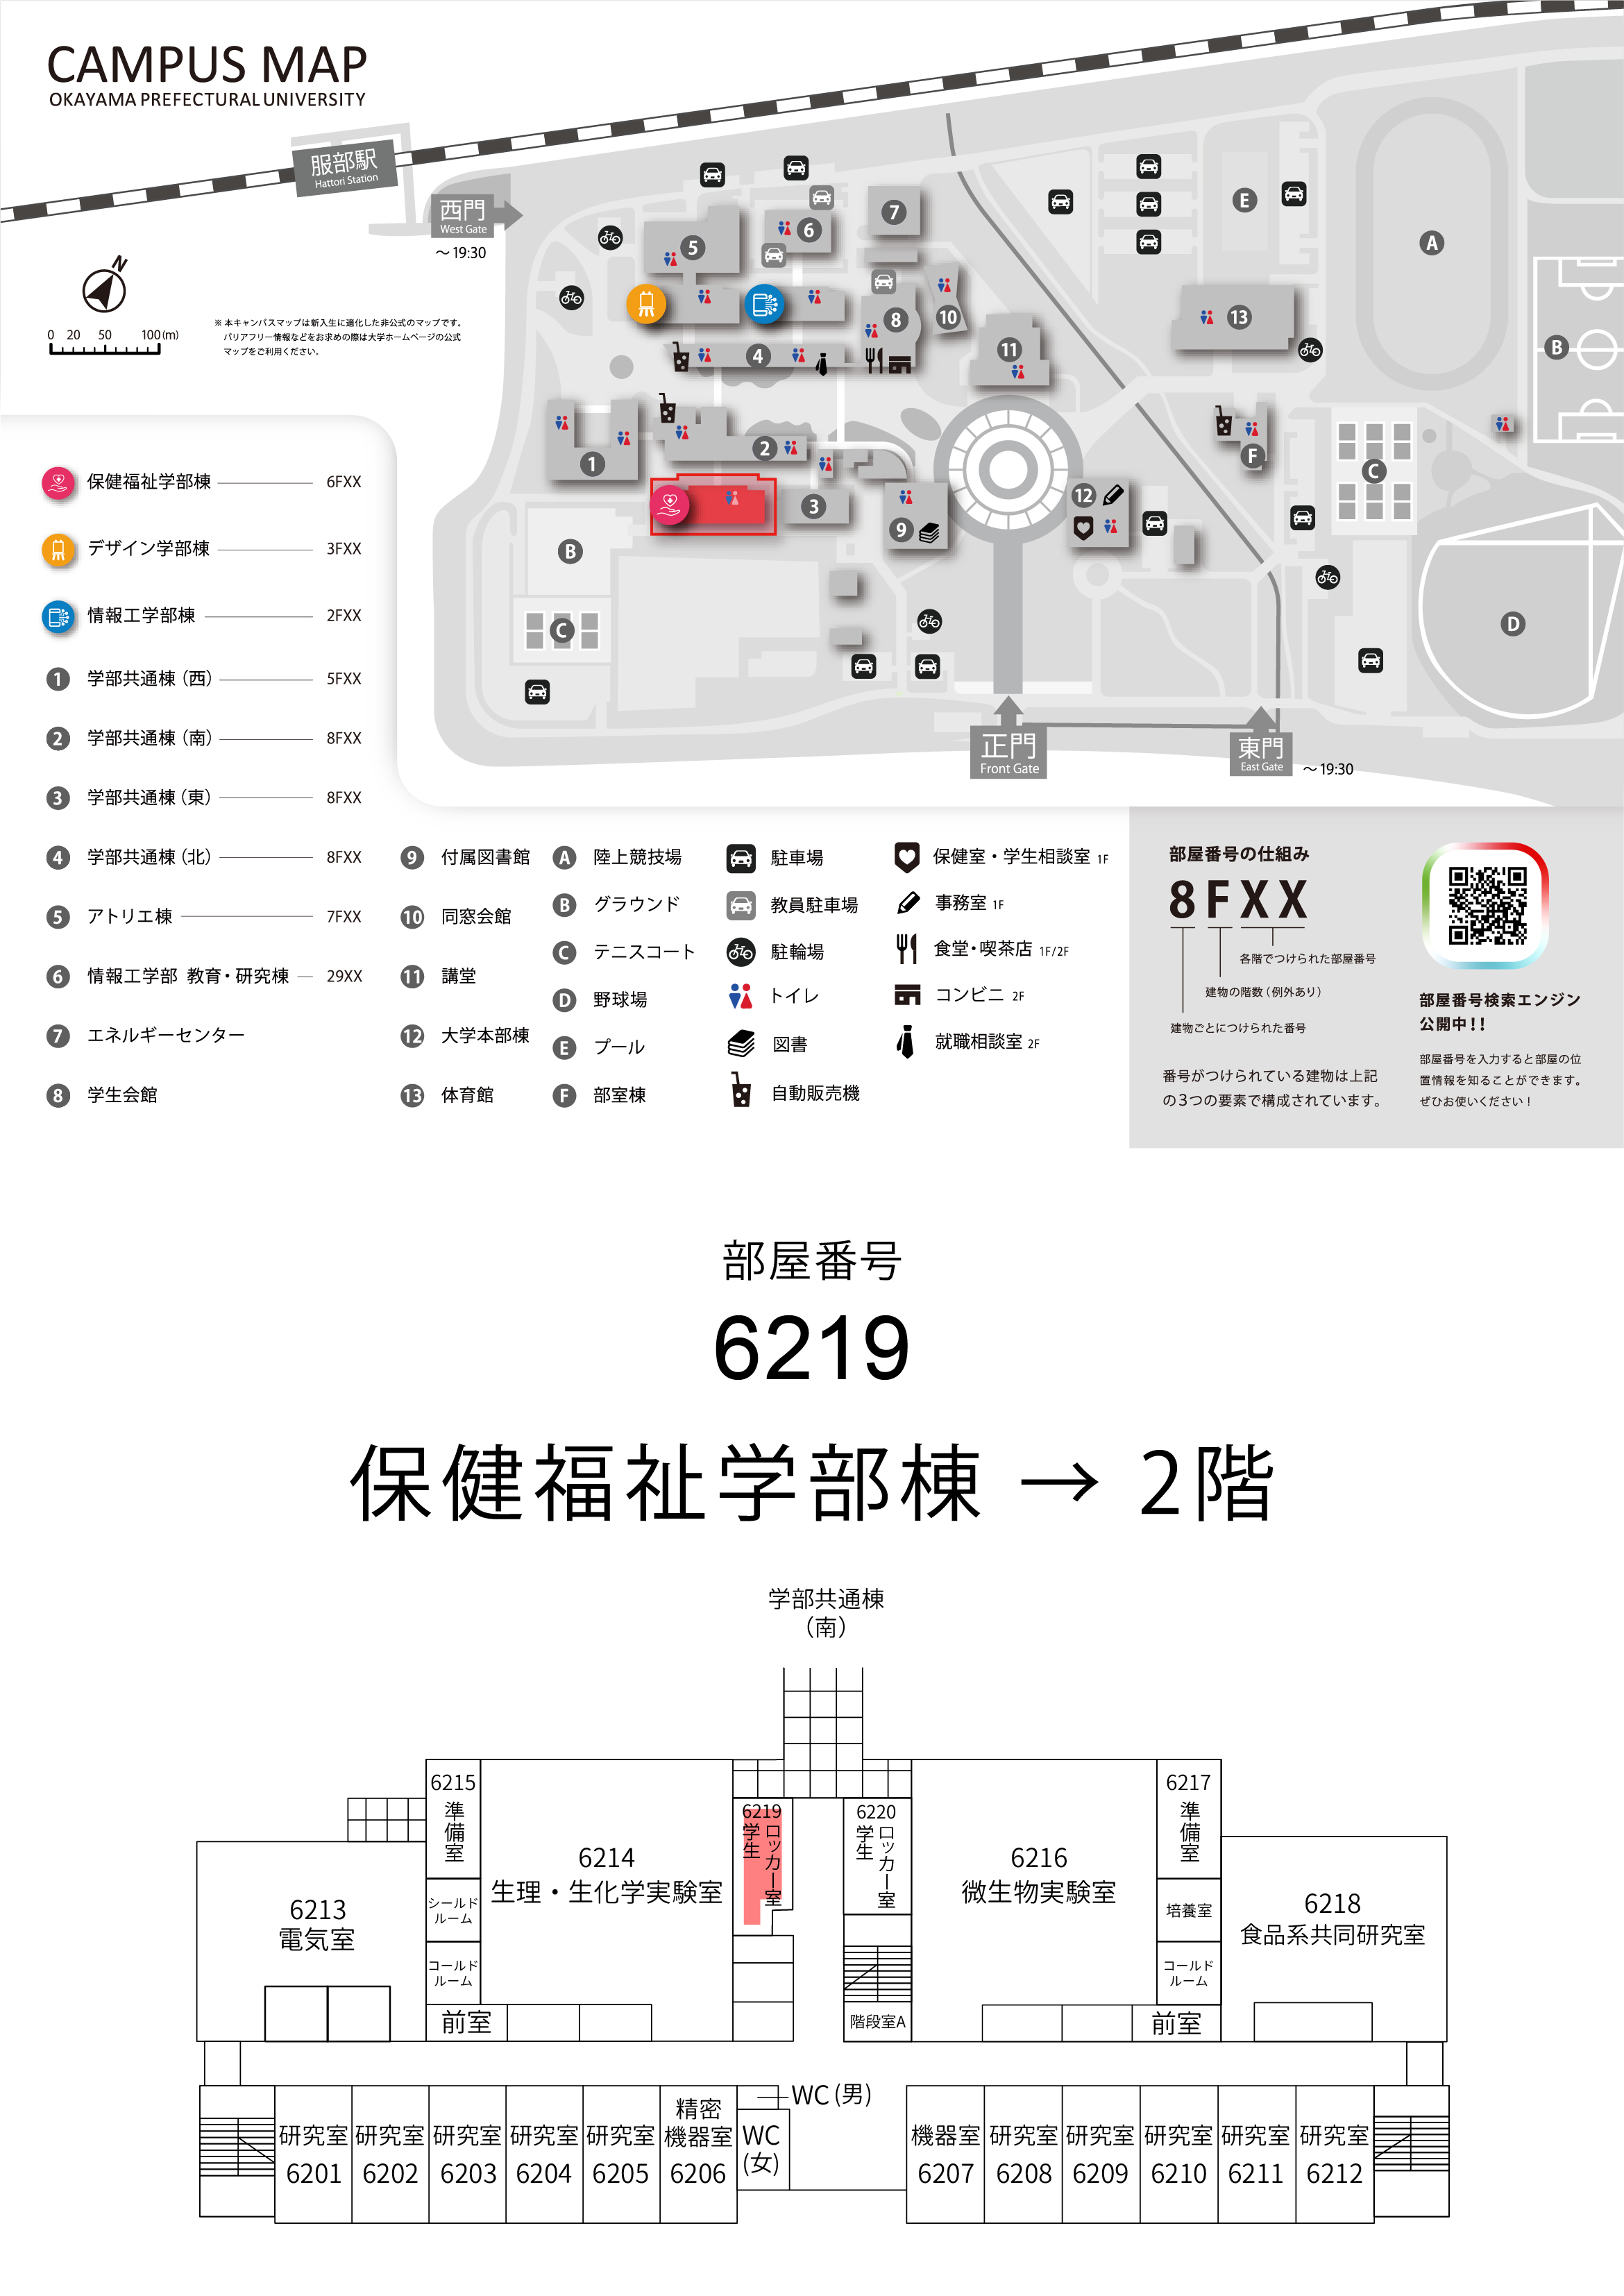 CAMPUS MAP
OKAYAMA PREFECTURAL UNIVERSITY
服部駅
Hattori Station
西門
West Gate
～19:30
N
0 20 50 100(m)
※ 本キャンパスマップは新入生に適化した非公式のマップです。
バリアフリー情報などをお求めの際は大学ホームページの公式
マップをご利用ください。
7
6
5
E
A
8
10
13
11
4
B
2
1
F
C
12
3
9
B
C
D
正門
Front Gate
東門
East Gate
～19:30
保健福祉学部棟 6FXX
デザイン学部棟 3FXX
情報工学部棟 2FXX
1 学部共通棟（西） 5FXX
2 学部共通棟（南） 8FXX
3 学部共通棟（東） 8FXX
4 学部共通棟（北） 8FXX
5 アトリエ棟 7FXX
6 情報工学部 教育・研究棟 29XX
7 エネルギーセンター
8 学生会館
9 付属図書館
10 同窓会館
11 講堂
12 大学本部棟
13 体育館
A 陸上競技場
B グラウンド
C テニスコート
D 野球場
E プール
F 部室棟
駐車場
教員駐車場
駐輪場
トイレ
図書
自動販売機
保健室・学生相談室 1F
事務室 1F
食堂・喫茶店 1F/2F
コンビニ 2F
就職相談室 2F
部屋番号の仕組み
8FXX
各階でつけられた部屋番号
建物の階数（例外あり）
建物ごとにつけられた番号
番号がつけられている建物は上記
の3つの要素で構成されています。
部屋番号検索エンジン
公開中！！
部屋番号を入力すると部屋の位
置情報を知ることができます。
ぜひお使いください！
部屋番号
6219
保健福祉学部棟 → 2階
学部共通棟
（南）
6215
準備室
シールド
ルーム
コールド
ルーム
前室
6213
電気室
6214
生理・生化学実験室
6219
学生
ロッカー室
6220
学生
ロッカー室
階段室A
6216
微生物実験室
6217
準備室
培養室
コールド
ルーム
前室
6218
食品系共同研究室
WC (男)
WC
(女)
研究室
6201
研究室
6202
研究室
6203
研究室
6204
研究室
6205
精密
機器室
6206
機器室
6207
研究室
6208
研究室
6209
研究室
6210
研究室
6211
研究室
6212